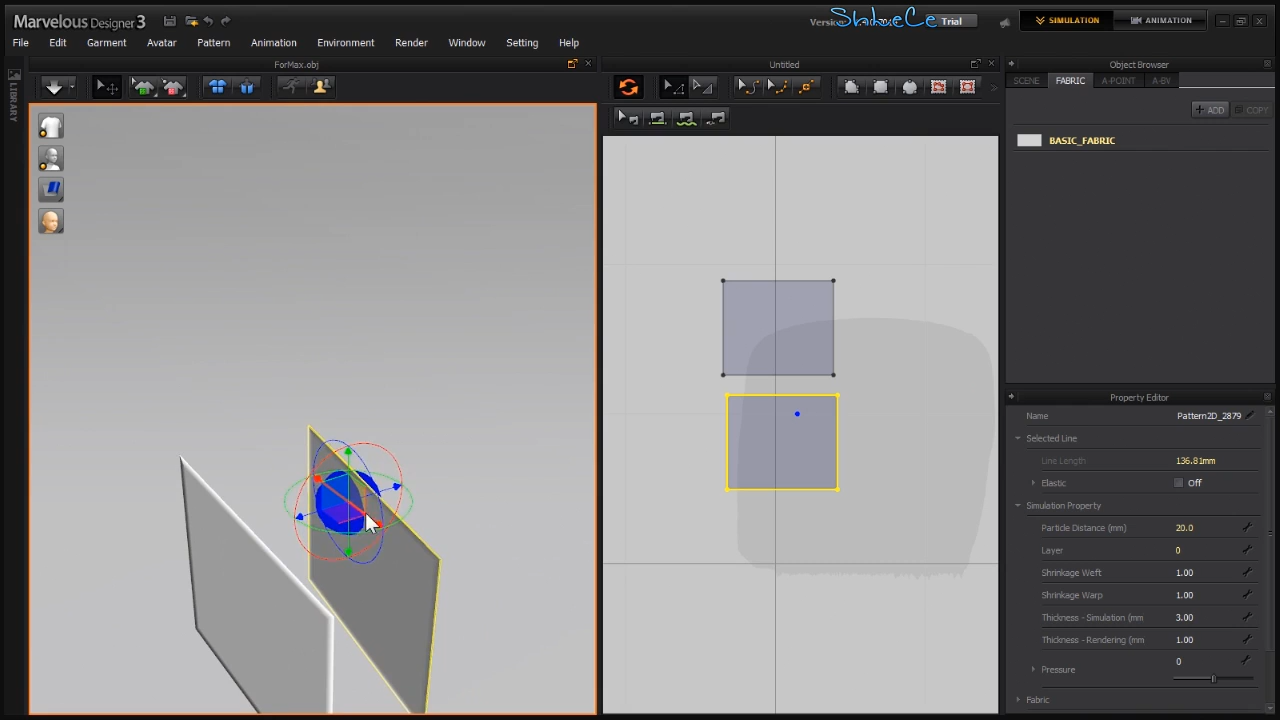 Marvelous Designer 3
Version
Trial
SIMULATION
ANIMATION
File Edit Garment Avatar Pattern Animation Environment Render Window Setting Help
LIBRARY
ForMax.obj
Untitled
Object Browser
SCENE FABRIC A-POINT A-BV
+ ADD COPY
BASIC_FABRIC
Property Editor
Name Pattern2D_2879
Selected Line
Line Length 136.81mm
Elastic Off
Simulation Property
Particle Distance (mm) 20.0
Layer 0
Shrinkage Weft 1.00
Shrinkage Warp 1.00
Thickness - Simulation (mm 3.00
Thickness - Rendering (mm 1.00
Pressure 0
Fabric